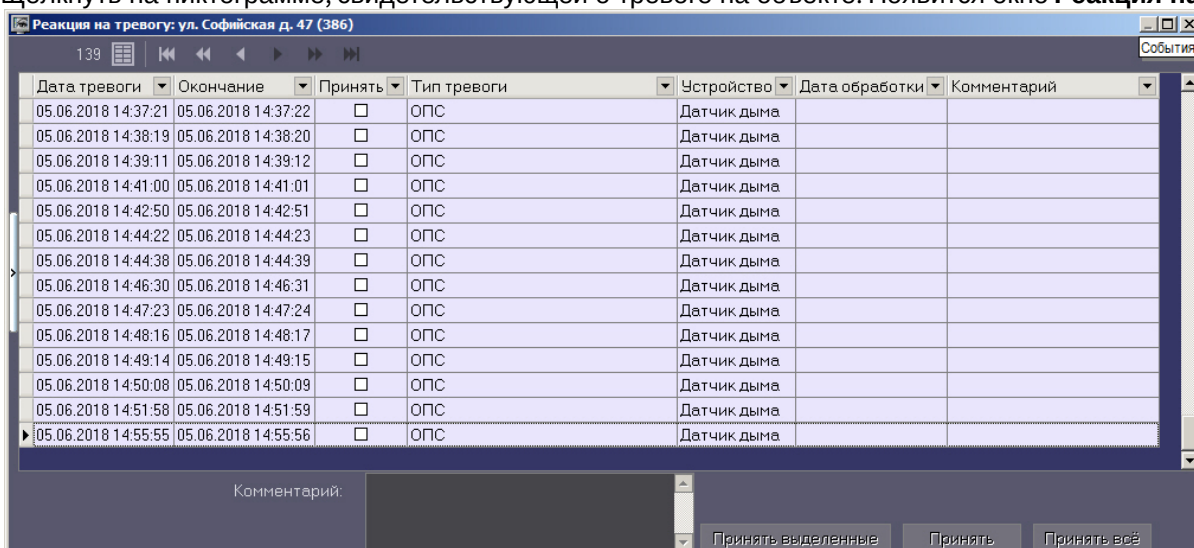 щелкнуть на пиктограмме, свидетельствующей о тревоге на объекте. Появится окно Реакция на
Реакция на тревогу: ул. Софийская д. 47 (386)
События
139
Дата тревоги Окончание Принять Тип тревоги Устройство Дата обработки Комментарий
05.06.2018 14:37:21 05.06.2018 14:37:22 ОПС Датчик дыма
05.06.2018 14:38:19 05.06.2018 14:38:20 ОПС Датчик дыма
05.06.2018 14:39:11 05.06.2018 14:39:12 ОПС Датчик дыма
05.06.2018 14:41:00 05.06.2018 14:41:01 ОПС Датчик дыма
05.06.2018 14:42:50 05.06.2018 14:42:51 ОПС Датчик дыма
05.06.2018 14:44:22 05.06.2018 14:44:23 ОПС Датчик дыма
05.06.2018 14:44:38 05.06.2018 14:44:39 ОПС Датчик дыма
05.06.2018 14:46:30 05.06.2018 14:46:31 ОПС Датчик дыма
05.06.2018 14:47:23 05.06.2018 14:47:24 ОПС Датчик дыма
05.06.2018 14:48:16 05.06.2018 14:48:17 ОПС Датчик дыма
05.06.2018 14:49:14 05.06.2018 14:49:15 ОПС Датчик дыма
05.06.2018 14:50:08 05.06.2018 14:50:09 ОПС Датчик дыма
05.06.2018 14:51:58 05.06.2018 14:51:59 ОПС Датчик дыма
05.06.2018 14:55:55 05.06.2018 14:55:56 ОПС Датчик дыма
Комментарий:
Принять выделенные Принять Принять всё